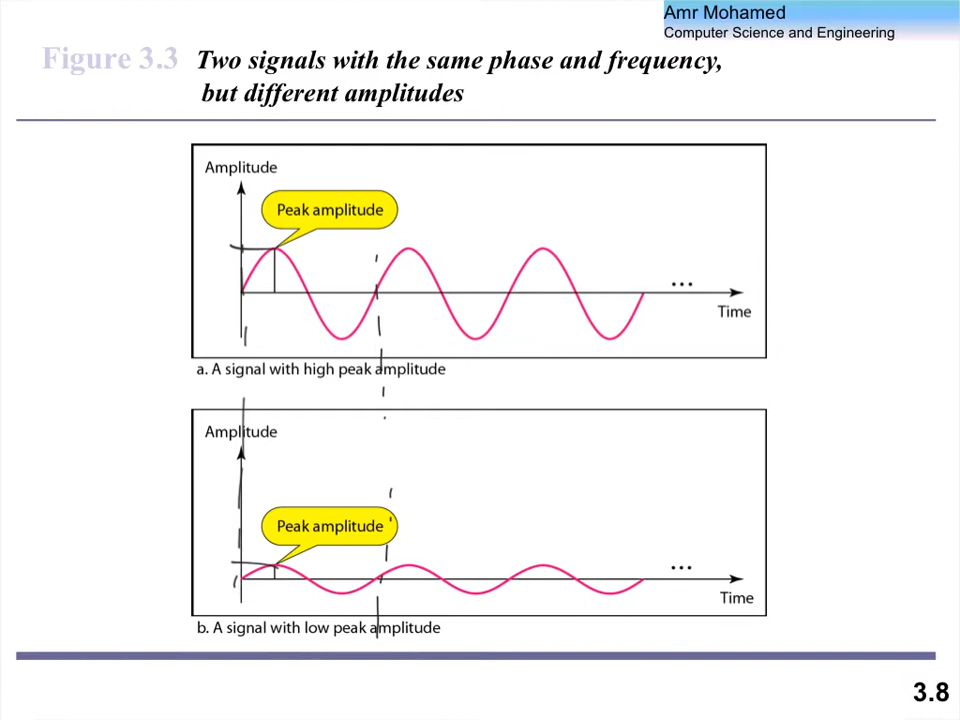 Amr Mohamed
Computer Science and Engineering
Figure 3.3 Two signals with the same phase and frequency,
but different amplitudes
Amplitude
Peak amplitude
...
Time
a. A signal with high peak amplitude
Amplitude
Peak amplitude
...
Time
b. A signal with low peak amplitude
3.8